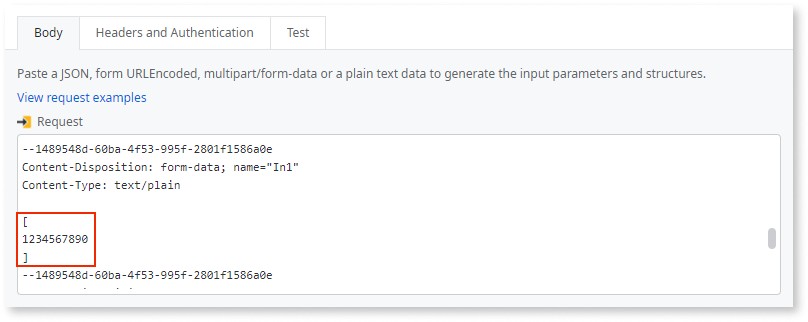 Body
Headers and Authentication
Test
Paste a JSON, form URLEncoded, multipart/form-data or a plain text data to generate the input parameters and structures.
View request examples
Request
--1489548d-60ba-4f53-995f-2801f1586a0e
Content-Disposition: form-data; name="In1"
Content-Type: text/plain
[
1234567890
]
--1489548d-60ba-4f53-995f-2801f1586a0e